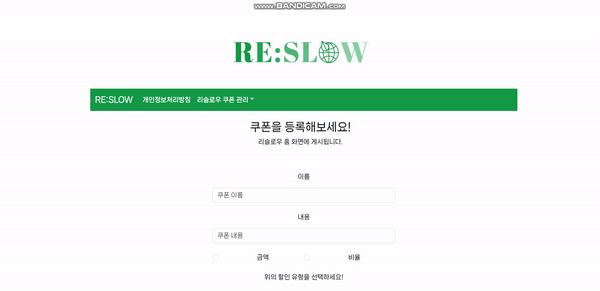 www.BANDICAM.com
RE:SLOW
RE:SLOW 개인정보처리방침 리슬로우 쿠폰 관리
쿠폰을 등록해보세요!
리슬로우 홈 화면에 게시됩니다.
이름
쿠폰 이름
내용
쿠폰 내용
금액 비율
위의 할인 유형을 선택하세요!